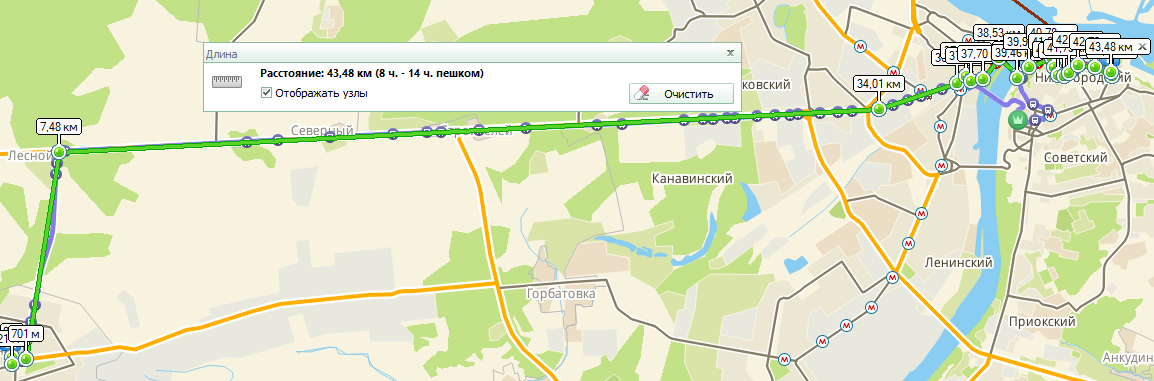 Длина
Расстояние: 43,48 км (8 ч. - 14 ч. пешком)
Отображать узлы
Очистить
38,53 км
43,48 км
37,70
39,46
34,01 км
7,48 км
Северный
Лесной
Канавинский
Советский
Ленинский
Горбатовка
Приокский
701 м